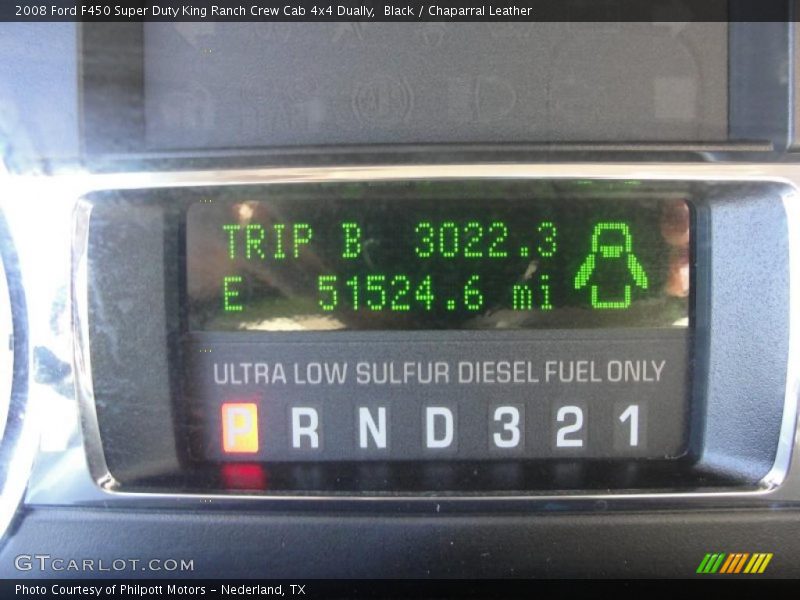 2008 Ford F450 Super Duty King Ranch Crew Cab 4x4 Dually, Black / Chaparral Leather
TRIP B 3022.3
E 51524.6 mi
ULTRA LOW SULFUR DIESEL FUEL ONLY
P R N D 3 2 1
GTCARLOT.COM
Photo Courtesy of Philpott Motors - Nederland, TX